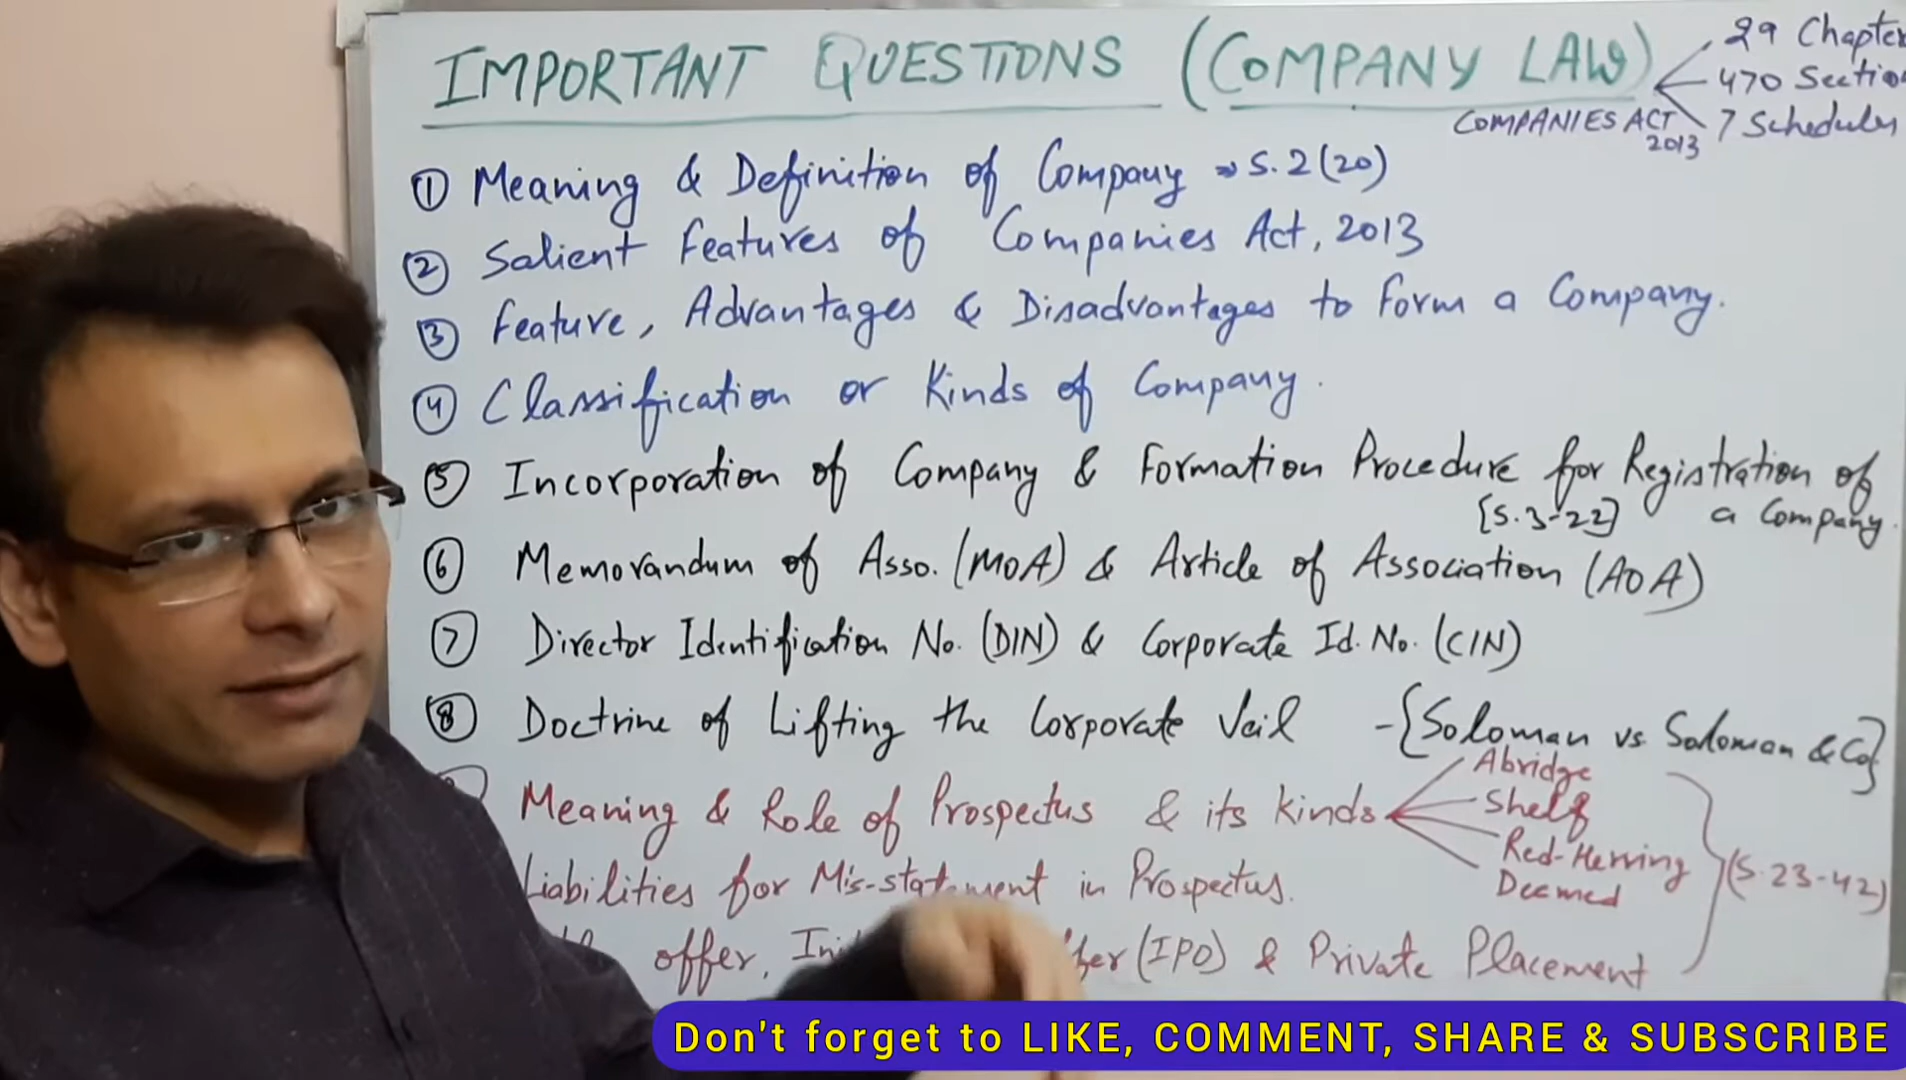 IMPORTANT QUESTIONS (COMPANY LAW)
29 Chapter
470 Section
7 Schedules
COMPANIES ACT
2013
① Meaning & Definition of Company → S.2(20)
② Salient features of Companies Act, 2013
③ feature, Advantages & Disadvantages to form a Company.
④ Classification or Kinds of Company.
⑤ Incorporation of Company & Formation Procedure for Registration of
[S.3-22] a Company.
⑥ Memorandum of Asso. (MOA) & Article of Association (AOA)
⑦ Director Identification No. (DIN) & Corporate Id. No. (CIN)
⑧ Doctrine of Lifting the Corporate Veil - {Soloman vs. Solomon & Co}
Meaning & Role of Prospectus & its kinds
Abridge
Shelf
Red-Herring
Deemed
(S.23-42)
Liabilities for Mis-statement in Prospectus.
offer, (IPO) & Private Placement
Don't forget to LIKE, COMMENT, SHARE & SUBSCRIBE